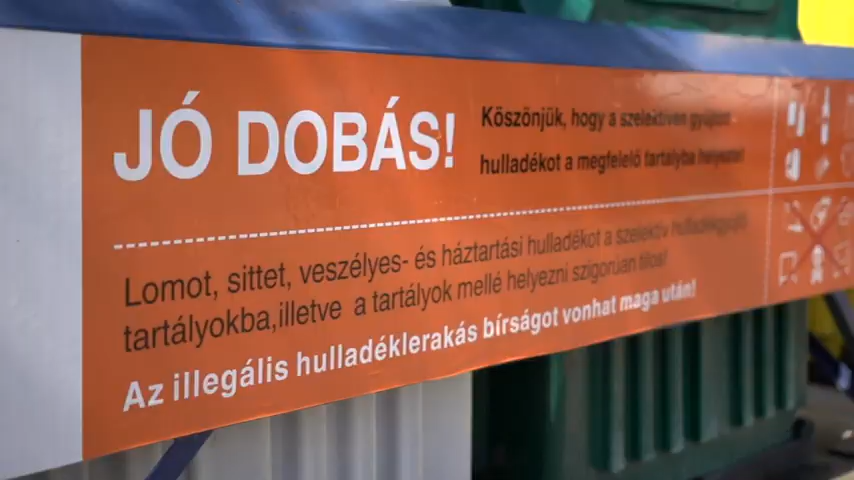 JÓ DOBÁS!
Köszönjük, hogy a szelektíven gyűjtött
hulladékot a megfelelő tartályba helyezte!
Lomot, sittet, veszélyes- és háztartási hulladékot a szelektív hulladékgyűjtő
tartályokba,illetve a tartályok mellé helyezni szigorúan tilos!
Az illegális hulladéklerakás bírságot vonhat maga után!